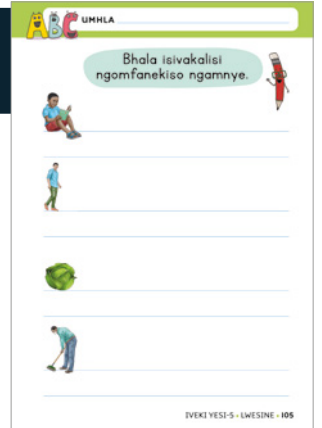 ABC UMHLA
Bhala isivakalisi
ngomfanekiso ngamnye.
IVEKI YESI-5 • LWESINE • 105